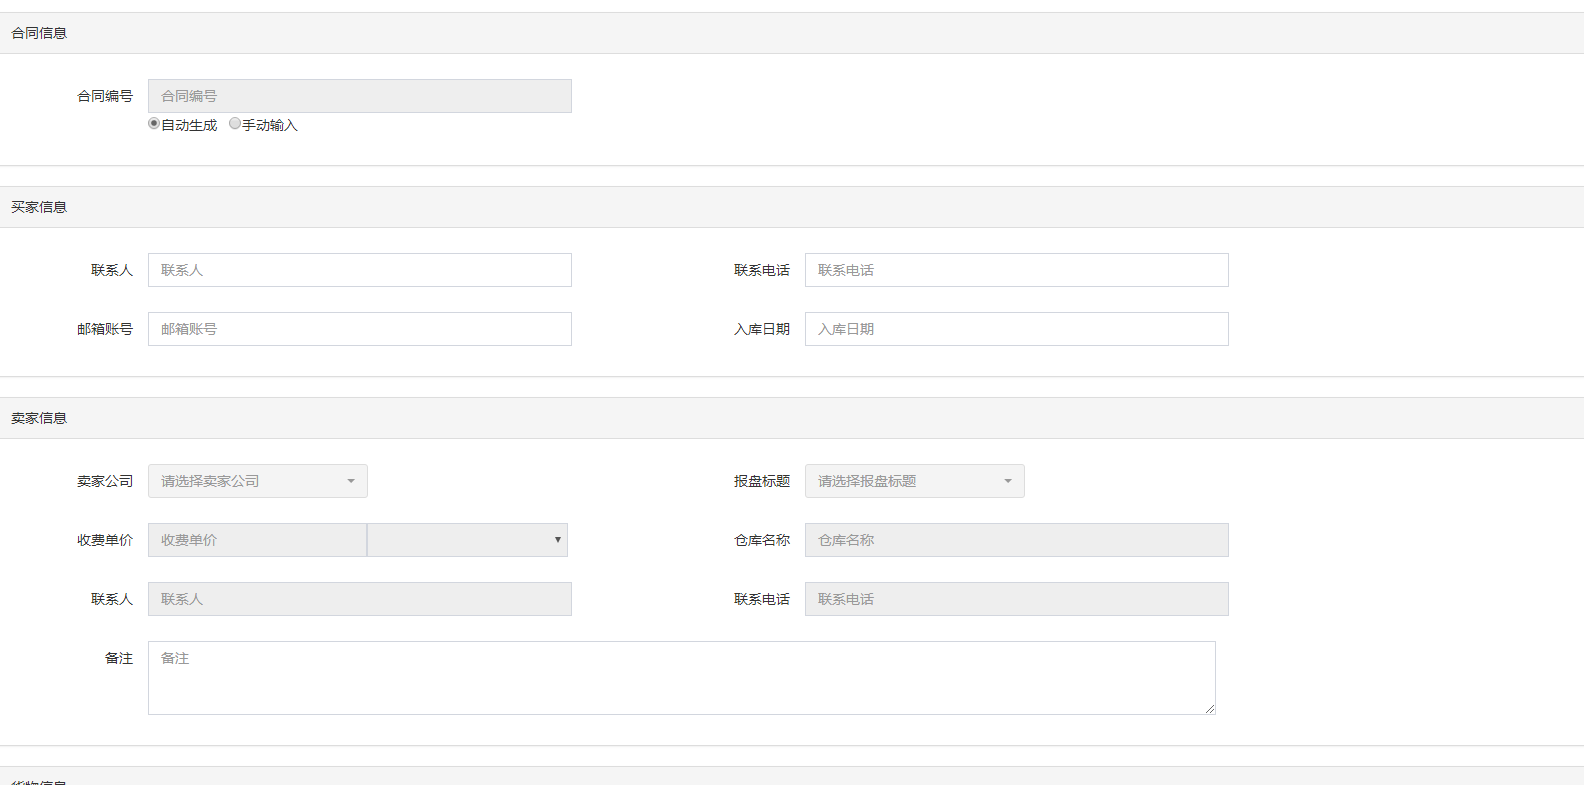 合同信息
合同编号 合同编号
自动生成 手动输入
买家信息
联系人 联系人 联系电话 联系电话
邮箱账号 邮箱账号 入库日期 入库日期
卖家信息
卖家公司 请选择卖家公司 报盘标题 请选择报盘标题
收费单价 收费单价 仓库名称 仓库名称
联系人 联系人 联系电话 联系电话
备注 备注
货物信息